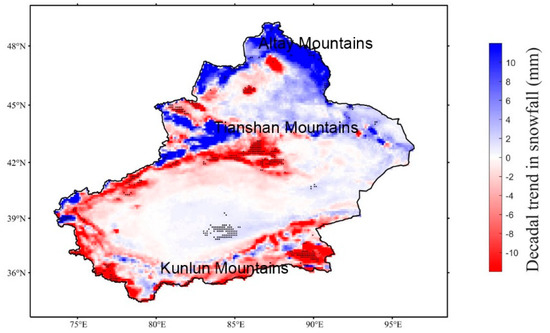 Altay Mountains
48°N
45°N
Tianshan Mountains
42°N
39°N
Kunlun Mountains
36°N
75°E 80°E 85°E 90°E 95°E
10
8
6
4
2
0
-2
-4
-6
-8
-10
Decadal trend in snowfall (mm)